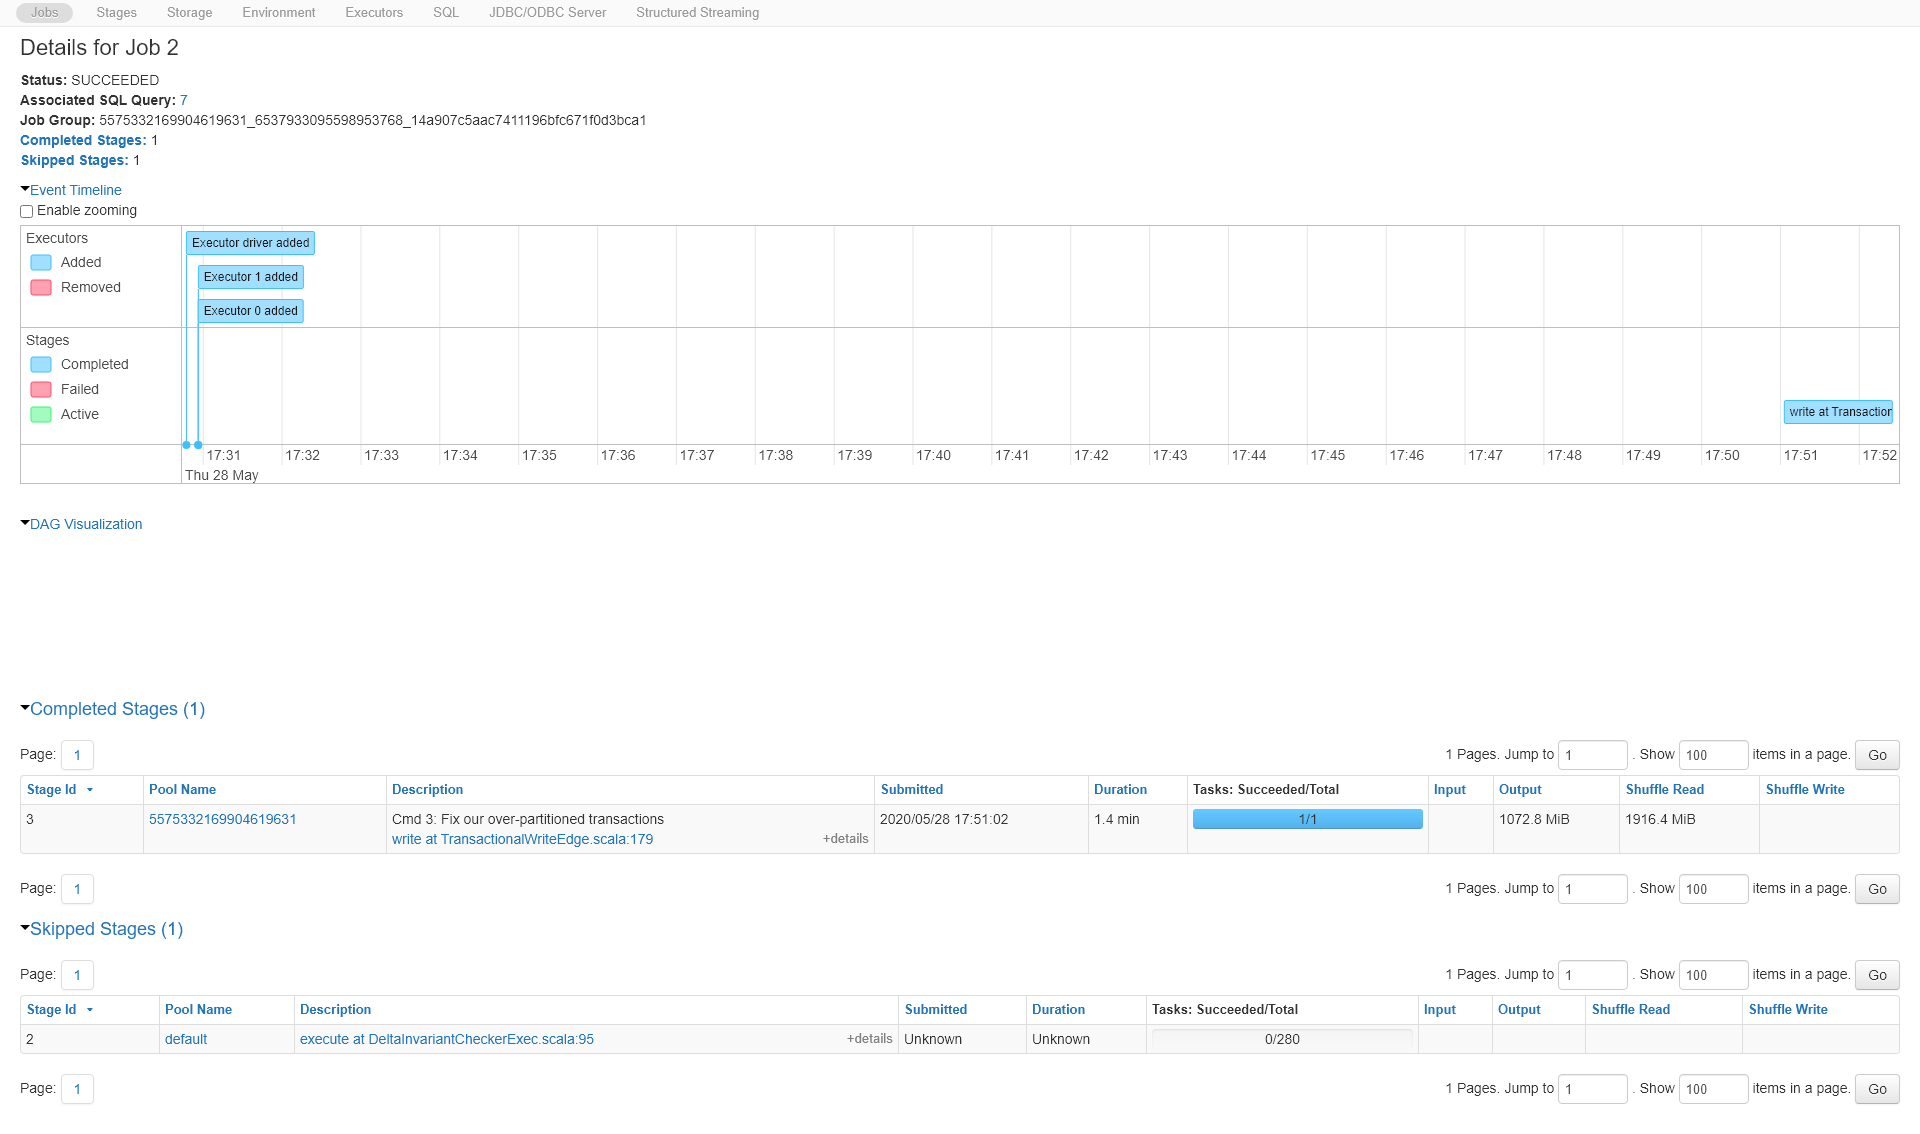 Jobs Stages Storage Environment Executors SQL JDBC/ODBC Server Structured Streaming
Details for Job 2
Status: SUCCEEDED
Associated SQL Query: 7
Job Group: 5575332169904619631_6537933095598953768_14a907c5aac7411196bfc671f0d3bca1
Completed Stages: 1
Skipped Stages: 1
Event Timeline
Enable zooming
Executors
Added
Removed
Executor driver added
Executor 1 added
Executor 0 added
Stages
Completed
Failed
Active
write at Transaction
17:31 17:32 17:33 17:34 17:35 17:36 17:37 17:38 17:39 17:40 17:41 17:42 17:43 17:44 17:45 17:46 17:47 17:48 17:49 17:50 17:51 17:52
Thu 28 May
DAG Visualization
Completed Stages (1)
Page: 1 1 Pages. Jump to 1 . Show 100 items in a page. Go
Stage Id Pool Name Description Submitted Duration Tasks: Succeeded/Total Input Output Shuffle Read Shuffle Write
3 5575332169904619631 Cmd 3: Fix our over-partitioned transactions 2020/05/28 17:51:02 1.4 min 1/1 1072.8 MiB 1916.4 MiB
write at TransactionalWriteEdge.scala:179 +details
Page: 1 1 Pages. Jump to 1 . Show 100 items in a page. Go
Skipped Stages (1)
Page: 1 1 Pages. Jump to 1 . Show 100 items in a page. Go
Stage Id Pool Name Description Submitted Duration Tasks: Succeeded/Total Input Output Shuffle Read Shuffle Write
2 default execute at DeltaInvariantCheckerExec.scala:95 +details Unknown Unknown 0/280
Page: 1 1 Pages. Jump to 1 . Show 100 items in a page. Go